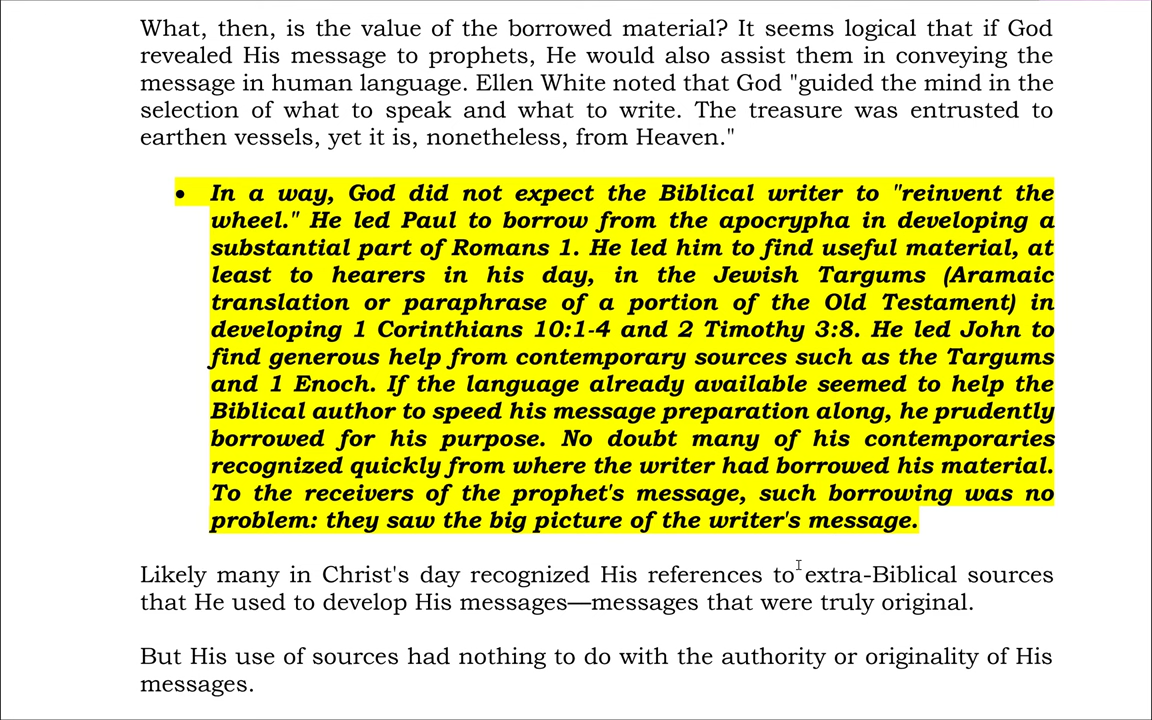 What, then, is the value of the borrowed material? It seems logical that if God
revealed His message to prophets, He would also assist them in conveying the
message in human language. Ellen White noted that God "guided the mind in the
selection of what to speak and what to write. The treasure was entrusted to
earthen vessels, yet it is, nonetheless, from Heaven."
• In a way, God did not expect the Biblical writer to "reinvent the
wheel." He led Paul to borrow from the apocrypha in developing a
substantial part of Romans 1. He led him to find useful material, at
least to hearers in his day, in the Jewish Targums (Aramaic
translation or paraphrase of a portion of the Old Testament) in
developing 1 Corinthians 10:1-4 and 2 Timothy 3:8. He led John to
find generous help from contemporary sources such as the Targums
and 1 Enoch. If the language already available seemed to help the
Biblical author to speed his message preparation along, he prudently
borrowed for his purpose. No doubt many of his contemporaries
recognized quickly from where the writer had borrowed his material.
To the receivers of the prophet's message, such borrowing was no
problem: they saw the big picture of the writer's message.
Likely many in Christ's day recognized His references to extra-Biblical sources
that He used to develop His messages—messages that were truly original.
But His use of sources had nothing to do with the authority or originality of His
messages.